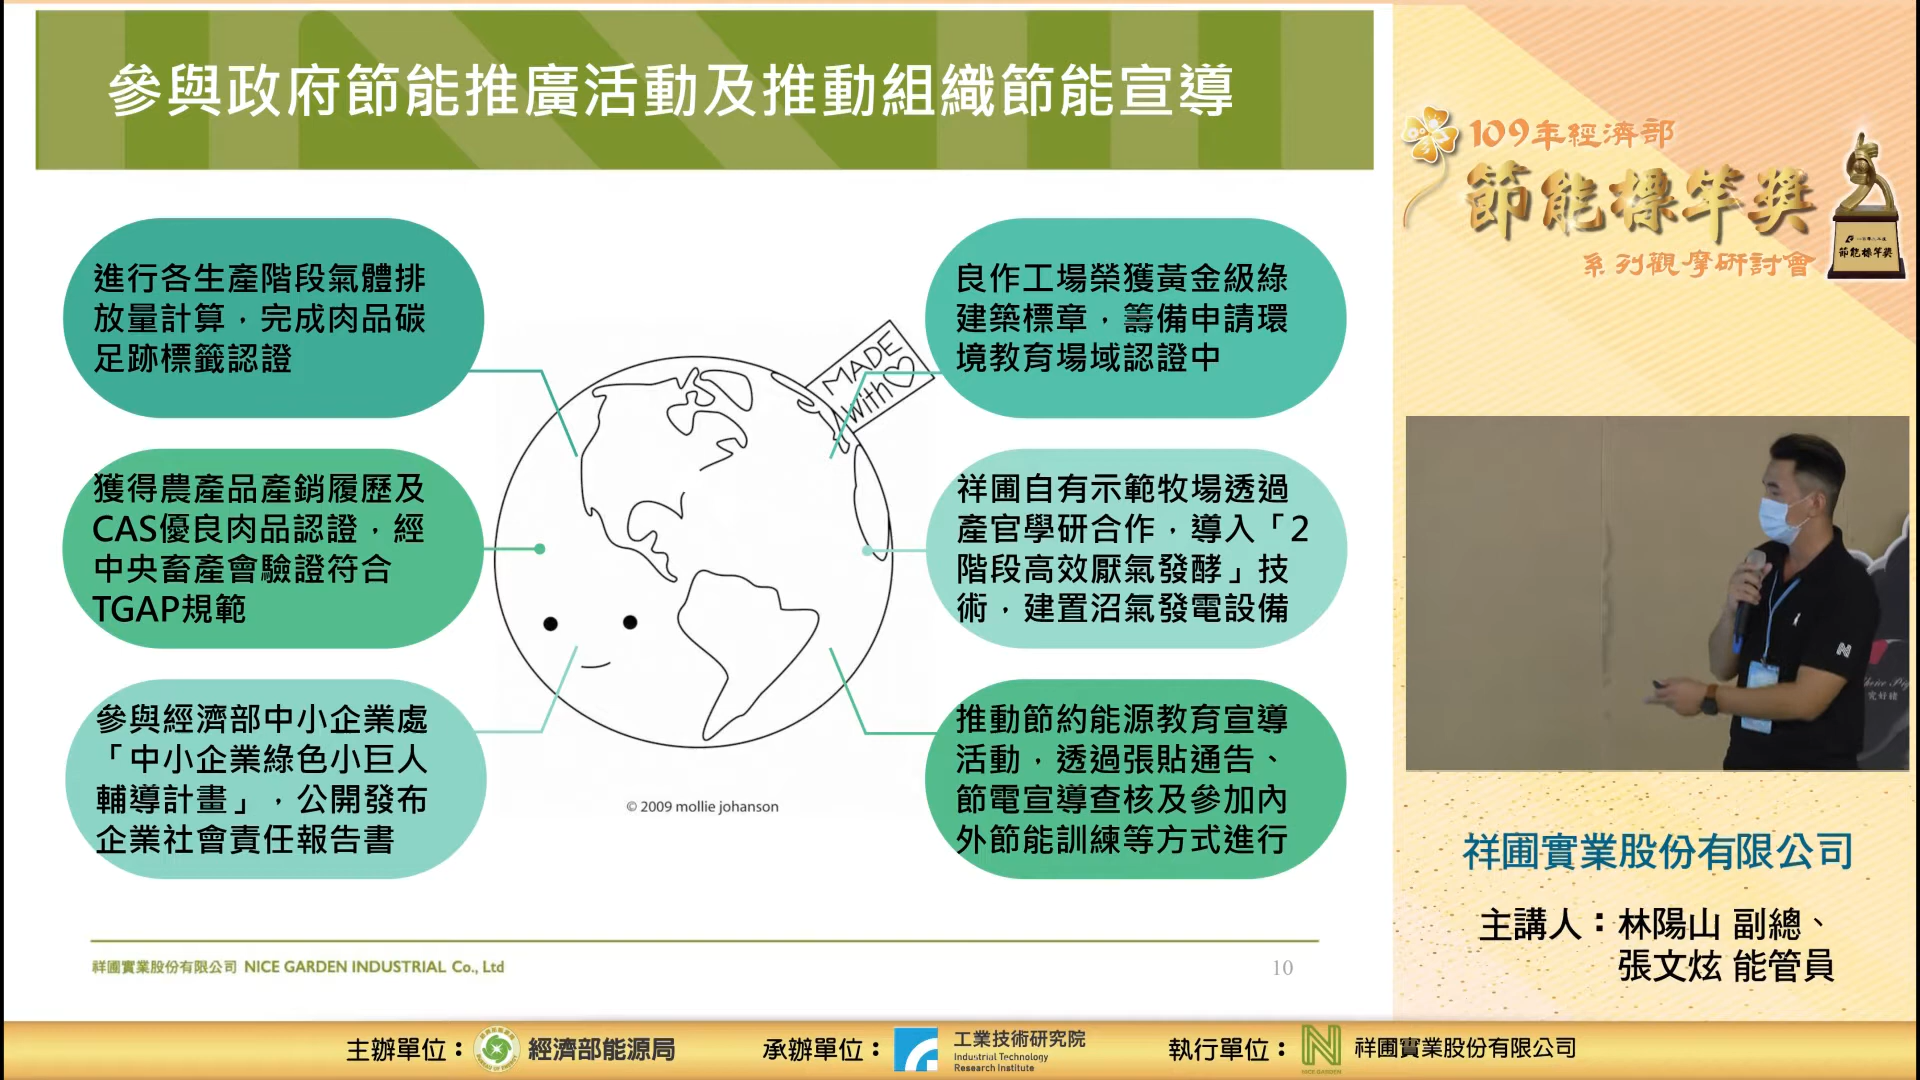 參與政府節能推廣活動及推動組織節能宣導
進行各生產階段氣體排
放量計算，完成肉品碳
足跡標籤認證
獲得農產品產銷履歷及
CAS優良肉品認證，經
中央畜產會驗證符合
TGAP規範
參與經濟部中小企業處
「中小企業綠色小巨人
輔導計畫」，公開發布
企業社會責任報告書
MADE
With
© 2009 mollie johanson
良作工場榮獲黃金級綠
建築標章，籌備申請環
境教育場域認證中
祥圃自有示範牧場透過
產官學研合作，導入「2
階段高效厭氧發酵」技
術，建置沼氣發電設備
推動節約能源教育宣導
活動，透過張貼通告、
節電宣導查核及參加內
外節能訓練等方式進行
祥圃實業股份有限公司 NICE GARDEN INDUSTRIAL Co., Ltd
10
109年經濟部
節能標竿獎
系列觀摩研討會
節能標竿獎
N
祥圃實業股份有限公司
主講人：林陽山 副總、
張文炫 能管員
主辦單位：經濟部能源局
承辦單位：工業技術研究院
Industrial Technology
Research Institute
執行單位：祥圃實業股份有限公司
NICE GARDEN